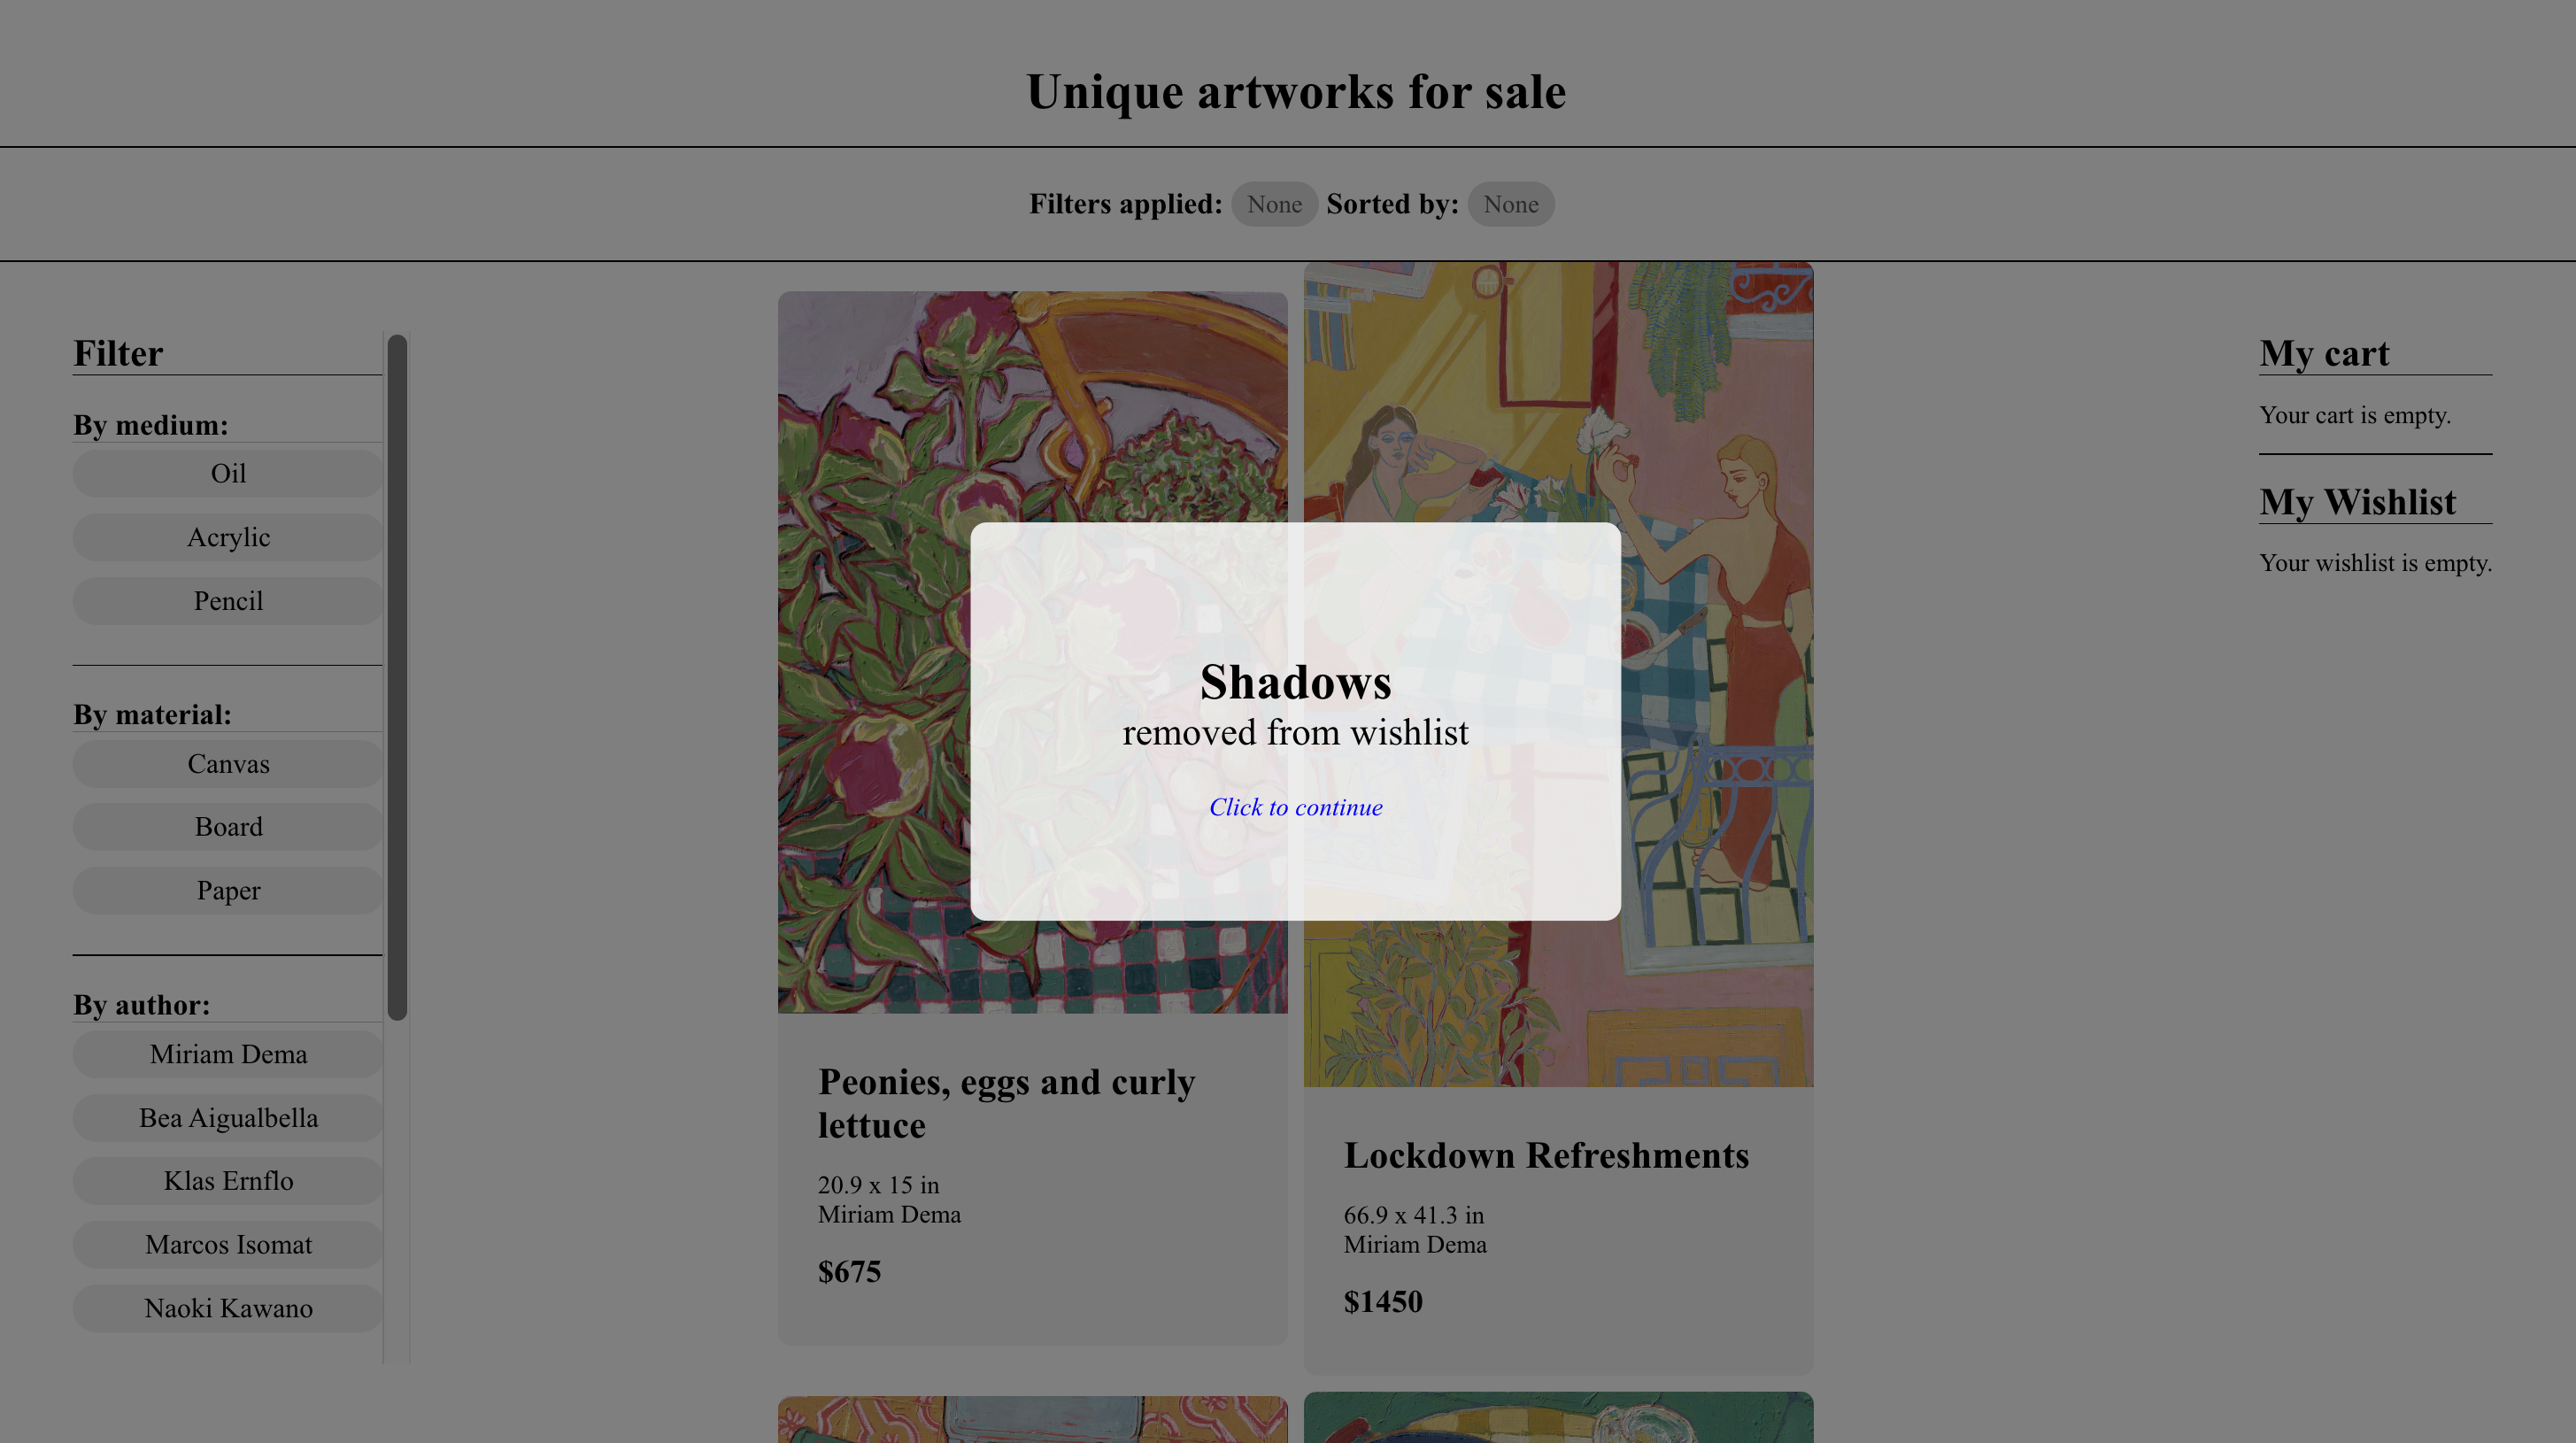 Unique artworks for sale
Filters applied: None Sorted by: None
Filter
By medium:
Oil
Acrylic
Pencil
By material:
Canvas
Board
Paper
By author:
Miriam Dema
Bea Aigualbella
Klas Ernflo
Marcos Isomat
Naoki Kawano
Shadows
removed from wishlist
Click to continue
Peonies, eggs and curly
lettuce
20.9 x 15 in
Miriam Dema
$675
Lockdown Refreshments
66.9 x 41.3 in
Miriam Dema
$1450
My cart
Your cart is empty.
My Wishlist
Your wishlist is empty.